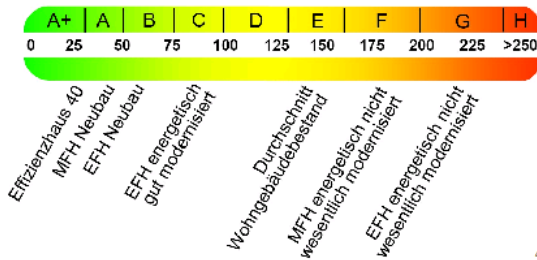 A+ A B C D E F G H
0 25 50 75 100 125 150 175 200 225 >250
Effizienzhaus 40
MFH Neubau
EFH Neubau
EFH energetisch
gut modernisiert
Durchschnitt
Wohngebäudebestand
MFH energetisch nicht
wesentlich modernisiert
EFH energetisch nicht
wesentlich modernisiert